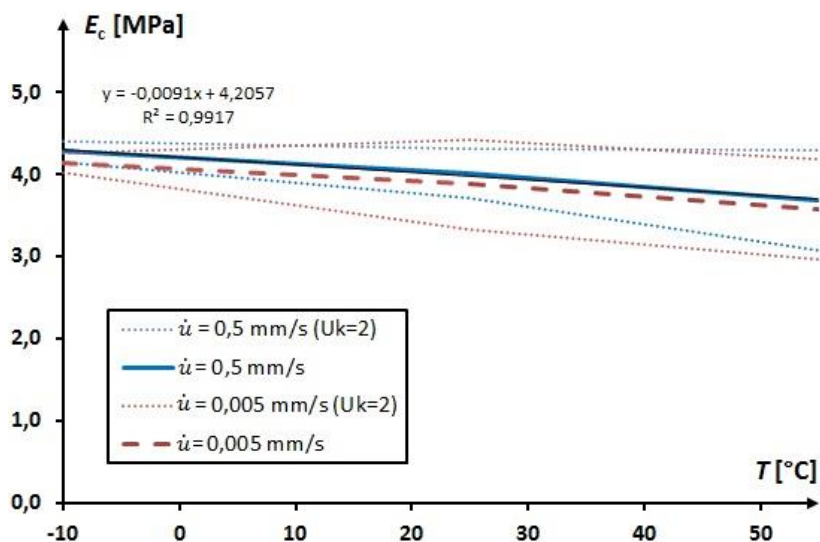 E_c [MPa]
5,0
y = -0,0091x + 4,2057
R² = 0,9917
4,0
3,0
2,0
u̇ = 0,5 mm/s (Uk=2)
u̇ = 0,5 mm/s
u̇ = 0,005 mm/s (Uk=2)
u̇ = 0,005 mm/s
1,0
T [°C]
0,0
-10 0 10 20 30 40 50